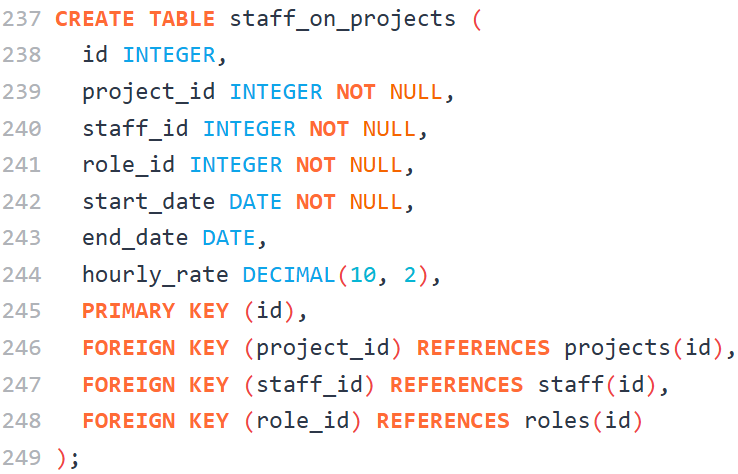 237 CREATE TABLE staff_on_projects (
238   id INTEGER,
239   project_id INTEGER NOT NULL,
240   staff_id INTEGER NOT NULL,
241   role_id INTEGER NOT NULL,
242   start_date DATE NOT NULL,
243   end_date DATE,
244   hourly_rate DECIMAL(10, 2),
245   PRIMARY KEY (id),
246   FOREIGN KEY (project_id) REFERENCES projects(id),
247   FOREIGN KEY (staff_id) REFERENCES staff(id),
248   FOREIGN KEY (role_id) REFERENCES roles(id)
249 );